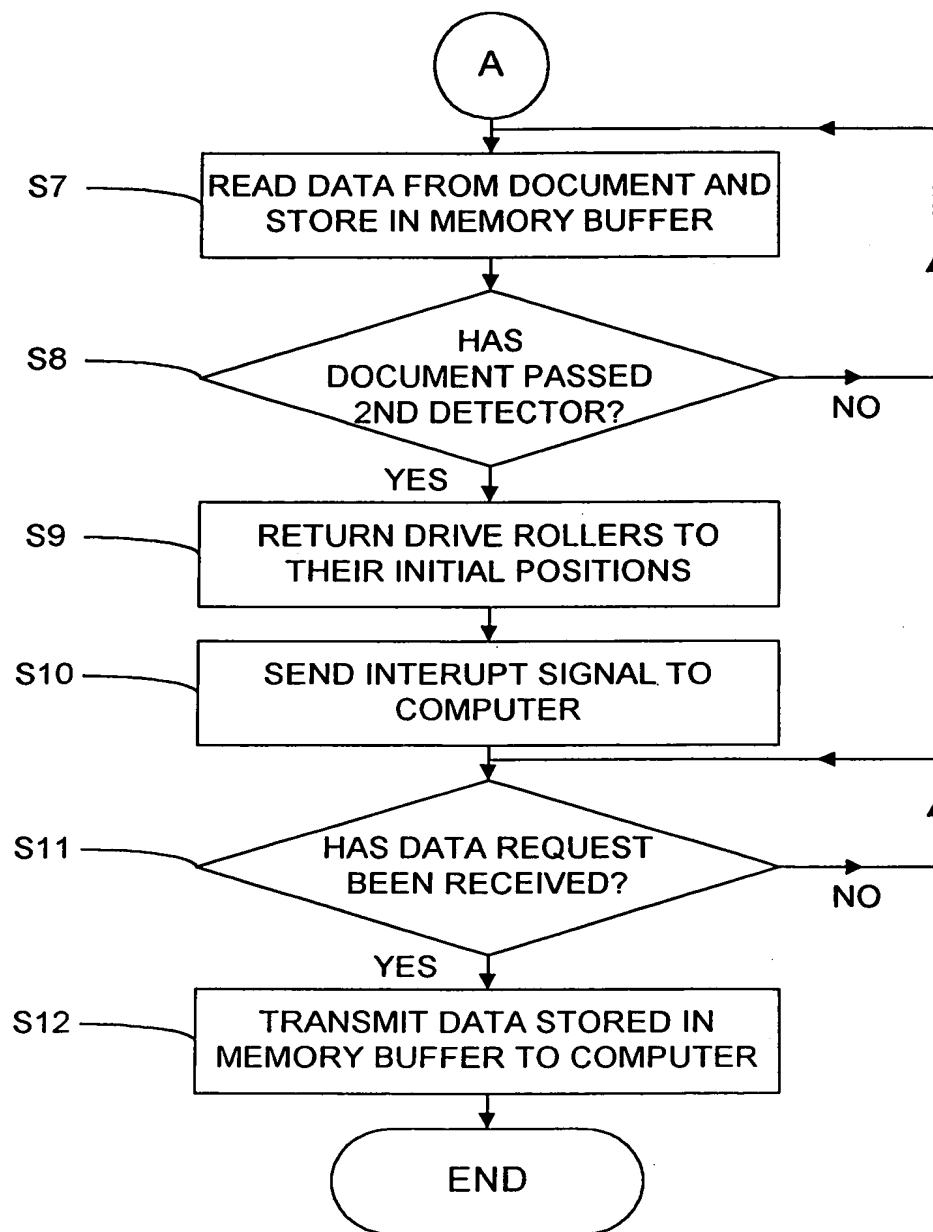 A
S7
READ DATA FROM DOCUMENT AND
STORE IN MEMORY BUFFER
S8
HAS
DOCUMENT PASSED
2ND DETECTOR?
NO
YES
S9
RETURN DRIVE ROLLERS TO
THEIR INITIAL POSITIONS
S10
SEND INTERUPT SIGNAL TO
COMPUTER
S11
HAS DATA REQUEST
BEEN RECEIVED?
NO
YES
S12
TRANSMIT DATA STORED IN
MEMORY BUFFER TO COMPUTER
END